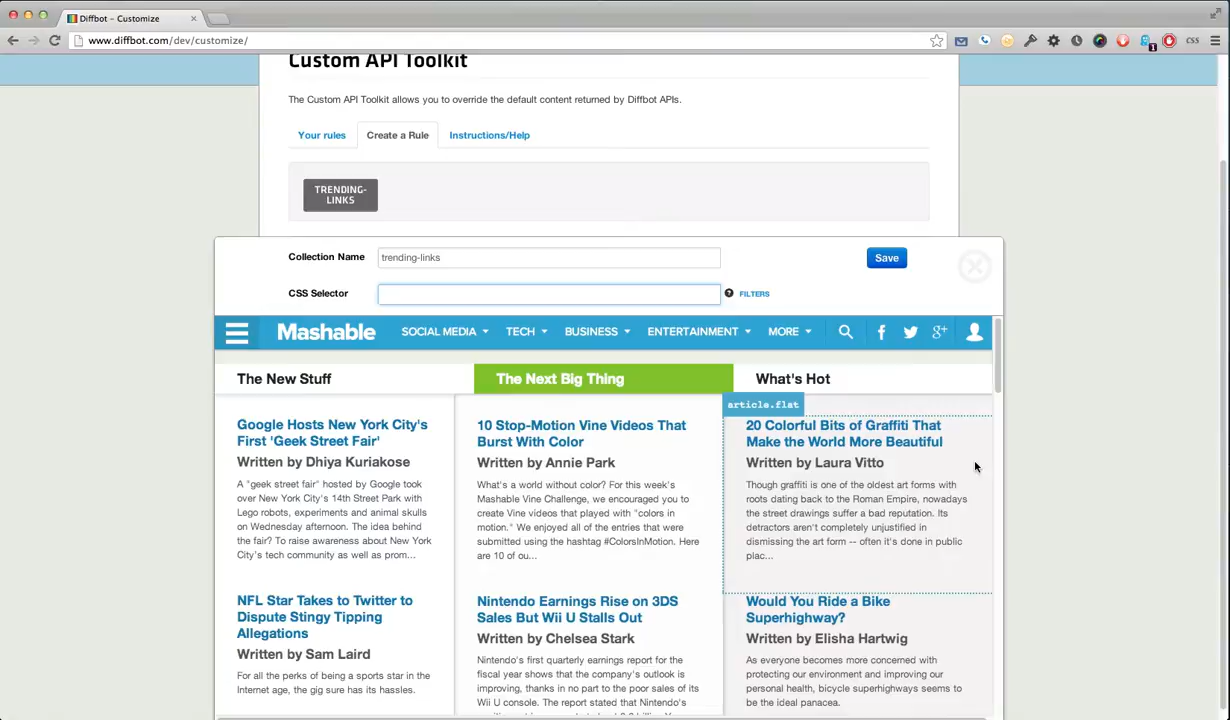 Diffbot - Customize
www.diffbot.com/dev/customize/
1
CSS
Custom API Toolkit
The Custom API Toolkit allows you to override the default content returned by Diffbot APIs.
Your rules
Create a Rule
Instructions/Help
TRENDING-
LINKS
Collection Name
trending-links
Save
CSS Selector
?
FILTERS
Mashable
SOCIAL MEDIA
TECH
BUSINESS
ENTERTAINMENT
MORE
f
g+
The New Stuff
The Next Big Thing
What's Hot
article.flat
Google Hosts New York City's
First 'Geek Street Fair'
Written by Dhiya Kuriakose
A "geek street fair" hosted by Google took
over New York City's 14th Street Park with
Lego robots, experiments and animal skulls
on Wednesday afternoon. The idea behind
the fair? To raise awareness about New York
City's tech community as well as prom...
NFL Star Takes to Twitter to
Dispute Stingy Tipping
Allegations
Written by Sam Laird
For all the perks of being a sports star in the
Internet age, the gig sure has its hassles.
10 Stop-Motion Vine Videos That
Burst With Color
Written by Annie Park
What's a world without color? For this week's
Mashable Vine Challenge, we encouraged you to
create Vine videos that played with "colors in
motion." We enjoyed all of the entries that were
submitted using the hashtag #ColorsInMotion. Here
are 10 of ou...
Nintendo Earnings Rise on 3DS
Sales But Wii U Stalls Out
Written by Chelsea Stark
Nintendo's first quarterly earnings report for the
fiscal year shows that the company's outlook is
improving, thanks in no part to the poor sales of its
Wii U console. The report stated that Nintendo's
20 Colorful Bits of Graffiti That
Make the World More Beautiful
Written by Laura Vitto
Though graffiti is one of the oldest art forms with
roots dating back to the Roman Empire, nowadays
the street drawings suffer a bad reputation. Its
detractors aren't completely unjustified in
dismissing the art form -- often it's done in public
plac...
Would You Ride a Bike
Superhighway?
Written by Elisha Hartwig
As everyone becomes more concerned with
protecting our environment and improving our
personal health, bicycle superhighways seems to
be the ideal panacea.